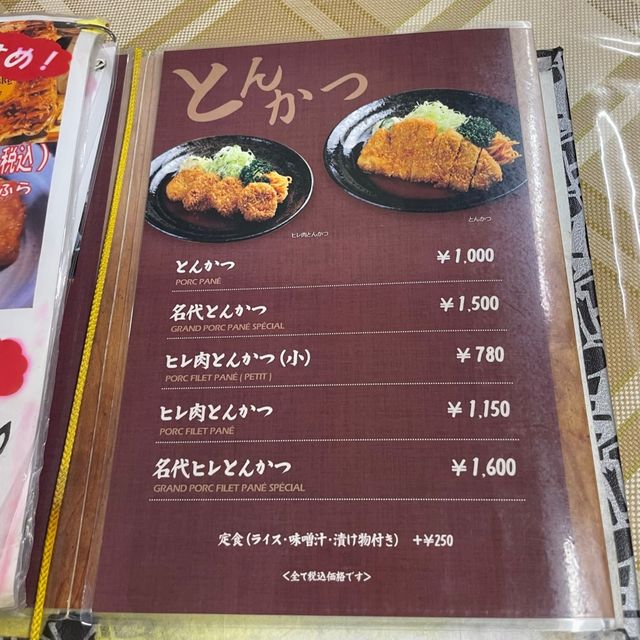 め!
税込)
ふら
とんかつ
ヒレ肉とんかつ
とんかつ
とんかつ ¥1,000
PORC PANÉ
名代とんかつ ¥1,500
GRAND PORC PANÉ SPÉCIAL
ヒレ肉とんかつ(小) ¥780
PORC FILET PANÉ ( PETIT )
ヒレ肉とんかつ ¥1,150
PORC FILET PANÉ
名代ヒレとんかつ ¥1,600
GRAND PORC FILET PANÉ SPÉCIAL
定食(ライス・味噌汁・漬け物付き) +¥250
<全て税込価格です>